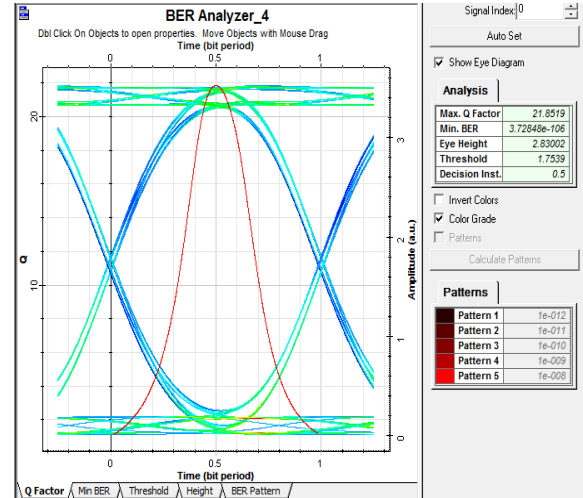 BER Analyzer_4
Dbl Click On Objects to open properties. Move Objects with Mouse Drag
Time (bit period)
0 0.5 1
20
10
Q
3
2
1
0
Amplitude (a.u.)
0 0.5 1
Time (bit period)
Q Factor Min BER Threshold Height BER Pattern
Signal Index: 0
Auto Set
Show Eye Diagram
Analysis
Max. Q Factor 21.8519
Min. BER 3.72848e-106
Eye Height 2.83002
Threshold 1.7539
Decision Inst. 0.5
Invert Colors
Color Grade
Patterns
Calculate Patterns
Patterns
Pattern 1 1e-012
Pattern 2 1e-011
Pattern 3 1e-010
Pattern 4 1e-009
Pattern 5 1e-008